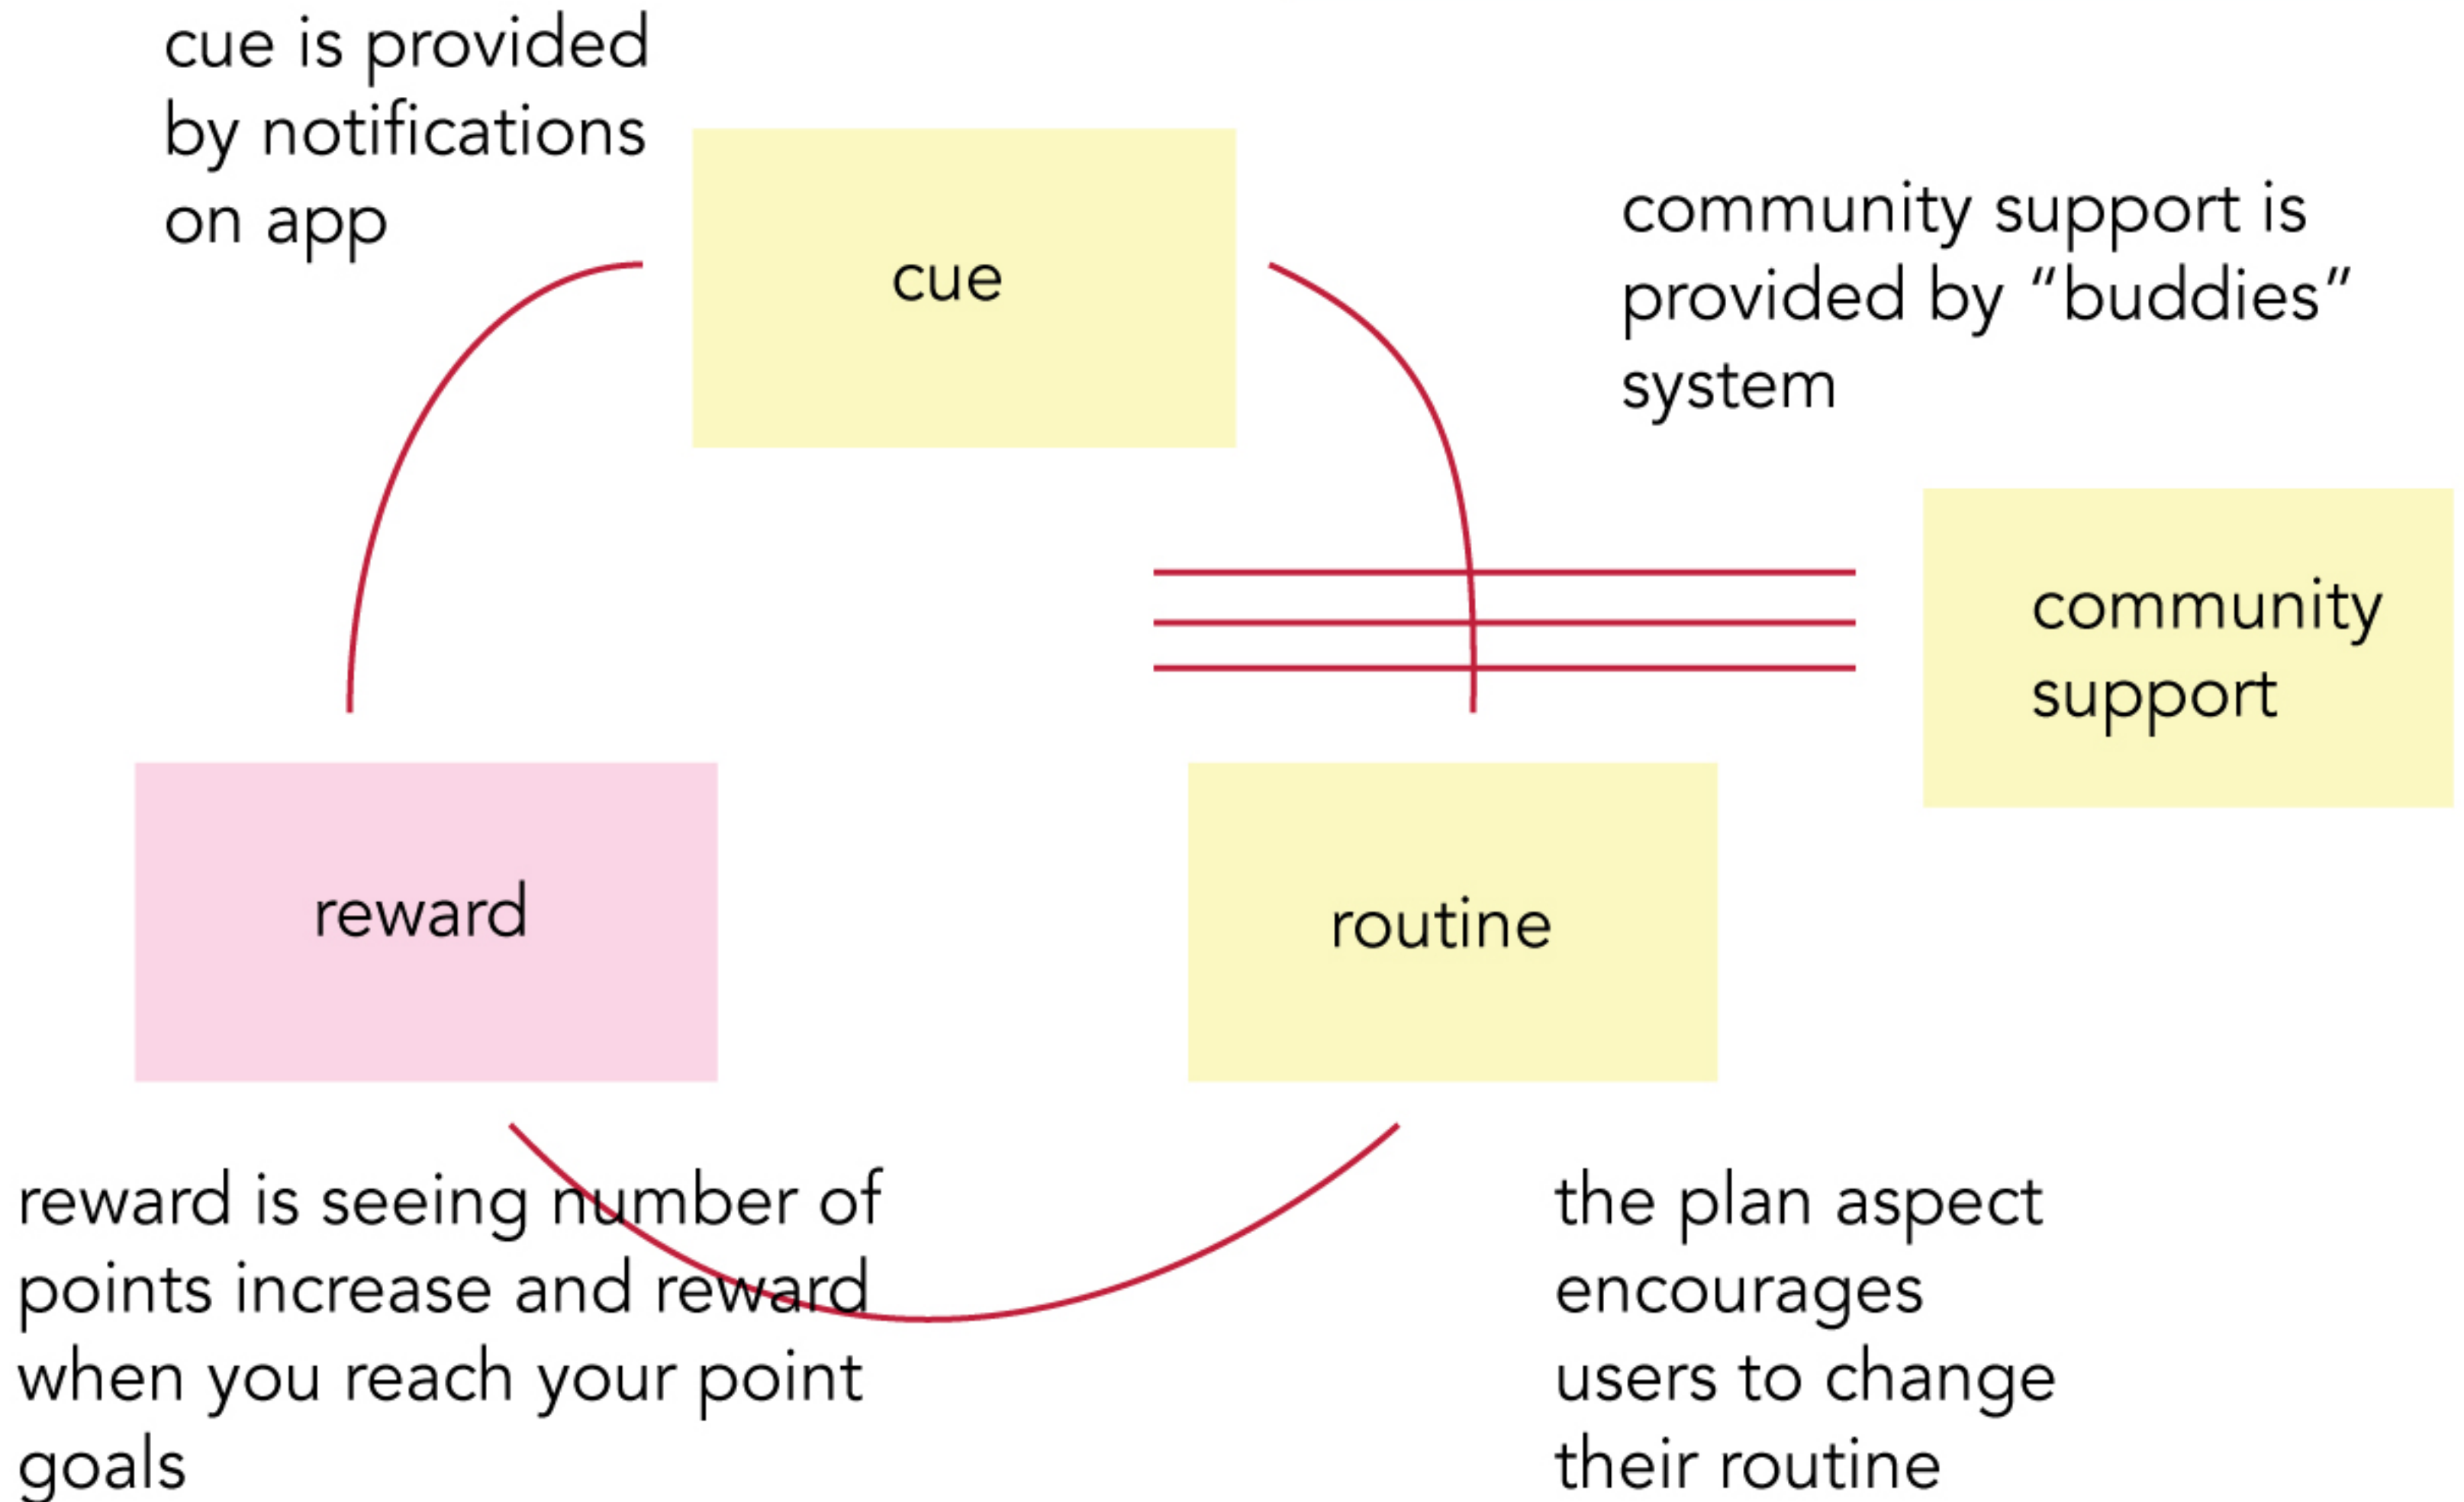 cue is provided
by notifications
on app
cue
community support is
provided by “buddies”
system
community
support
reward
routine
reward is seeing number of
points increase and reward
when you reach your point
goals
the plan aspect
encourages
users to change
their routine